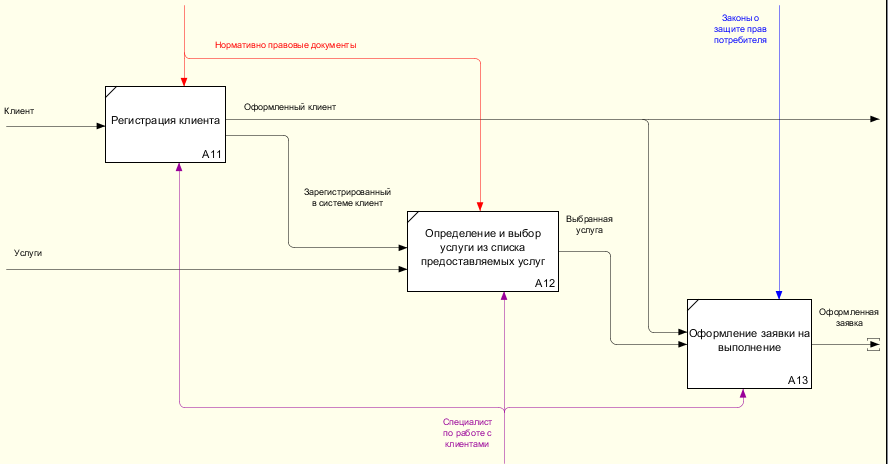 Законы о
защите прав
потребителя
Нормативно правовые документы
Клиент
Оформленный клиент
Регистрация клиента
A11
Зарегистрированный
в системе клиент
Выбранная
услуга
Услуги
Определение и выбор
услуги из списка
предоставляемых услуг
A12
Оформленная
заявка
Оформление заявки на
выполнение
A13
Специалист
по работе с
клиентами